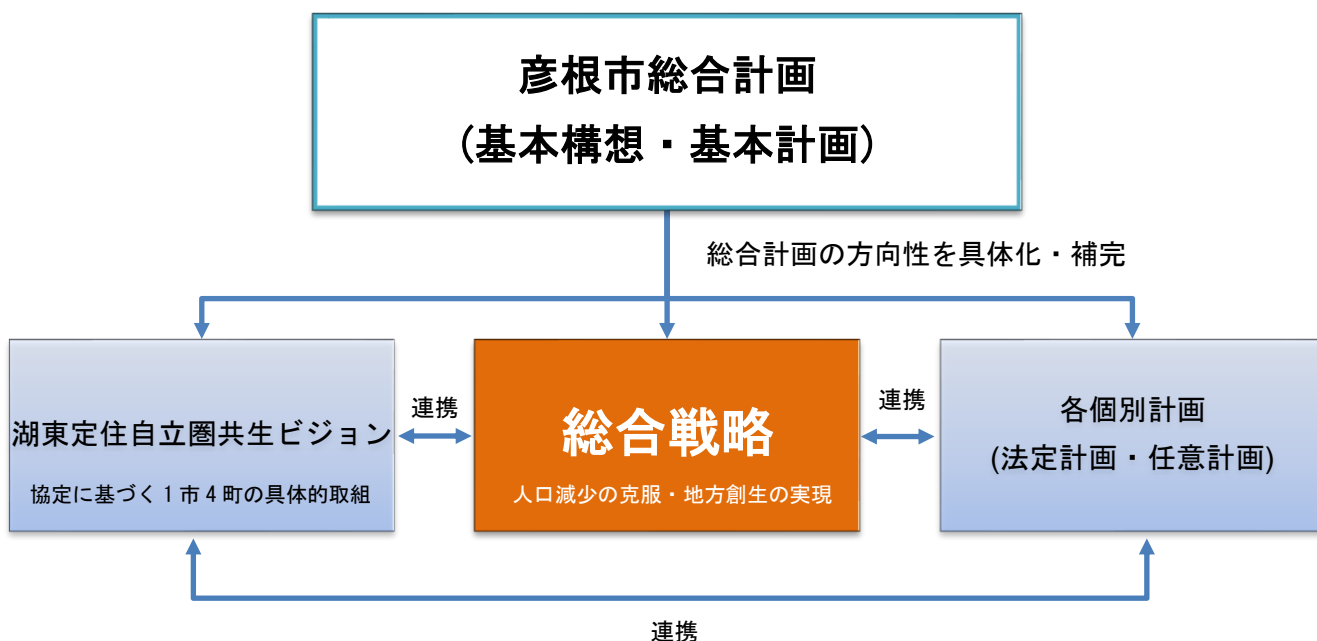 彦根市総合計画
(基本構想・基本計画)
総合計画の方向性を具体化・補完
湖東定住自立圏共生ビジョン
協定に基づく1市4町の具体的取組
連携
総合戦略
人口減少の克服・地方創生の実現
連携
各個別計画
(法定計画・任意計画)
連携